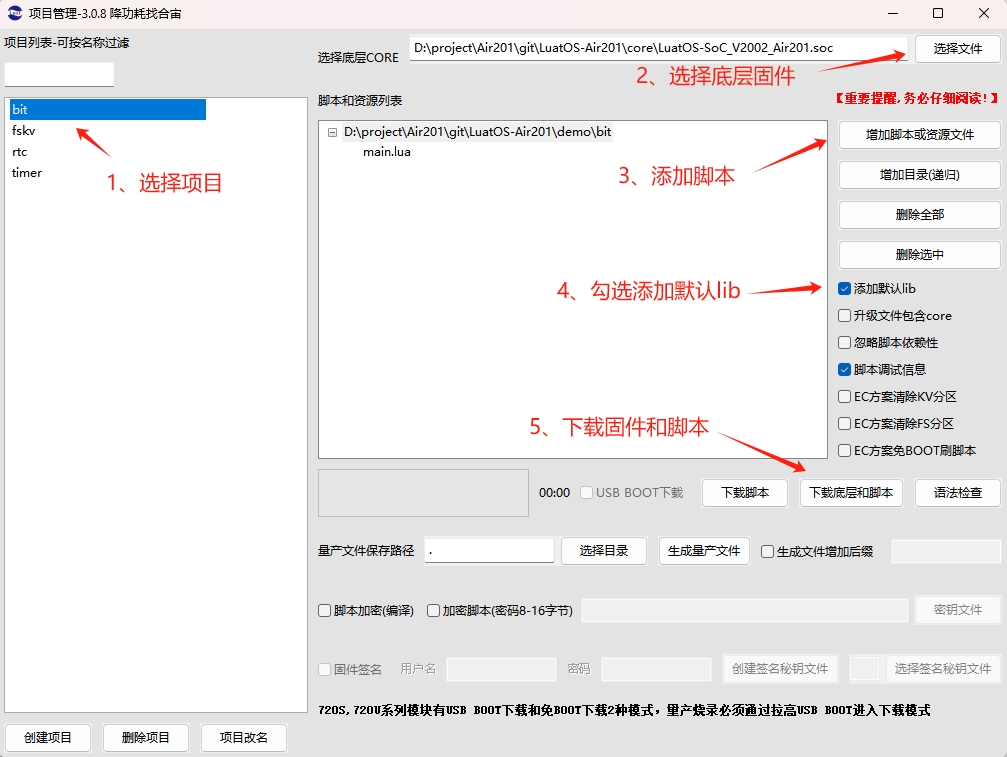 项目管理-3.0.8 降功耗找合宙
项目列表-可按名称过滤
选择底层CORE
D:\project\Air201\git\LuatOS-Air201\core\LuatOS-SoC_V2002_Air201.soc
选择文件
2、选择底层固件
脚本和资源列表
【重要提醒,务必仔细阅读!】
bit
fskv
rtc
timer
1、选择项目
D:\project\Air201\git\LuatOS-Air201\demo\bit
main.lua
3、添加脚本
增加脚本或资源文件
增加目录(递归)
删除全部
删除选中
4、勾选添加默认lib
添加默认lib
升级文件包含core
忽略脚本依赖性
脚本调试信息
EC方案清除KV分区
EC方案清除FS分区
EC方案免BOOT刷脚本
5、下载固件和脚本
00:00
USB BOOT下载
下载脚本
下载底层和脚本
语法检查
量产文件保存路径
.
选择目录
生成量产文件
生成文件增加后缀
脚本加密(编译)
加密脚本(密码8-16字节)
密钥文件
固件签名
用户名
密码
创建签名秘钥文件
选择签名秘钥文件
720S,720U系列模块有USB BOOT下载和免BOOT下载2种模式，量产烧录必须通过拉高USB BOOT进入下载模式
创建项目
删除项目
项目改名